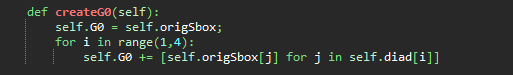 def createG0(self):
    self.G0 = self.origSbox;
    for i in range(1,4):
        self.G0 += [self.origSbox[j] for j in self.diad[i]]